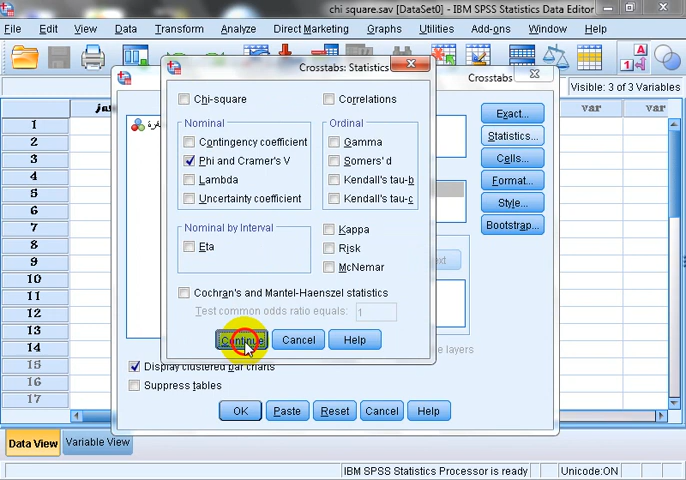 chi square.sav [DataSet0] - IBM SPSS Statistics Data Editor
File Edit View Data Transform Analyze Direct Marketing Graphs Utilities Add-ons Window Help
Visible: 3 of 3 Variables
var var
1
2
3
4
5
6
7
8
9
10
11
12
13
14
15
16
17
Crosstabs
Exact...
Statistics...
Cells...
Format...
Style...
Bootstrap...
Crosstabs: Statistics
Chi-square Correlations
Nominal Ordinal
Contingency coefficient Gamma
Phi and Cramer's V Somers' d
Lambda Kendall's tau-b
Uncertainty coefficient Kendall's tau-c
Nominal by Interval Kappa
Eta Risk
McNemar
Cochran's and Mantel-Haenszel statistics
Test common odds ratio equals: 1
Continue Cancel Help
layers
Display clustered bar charts
Suppress tables
OK Paste Reset Cancel Help
Data View Variable View
IBM SPSS Statistics Processor is ready Unicode:ON